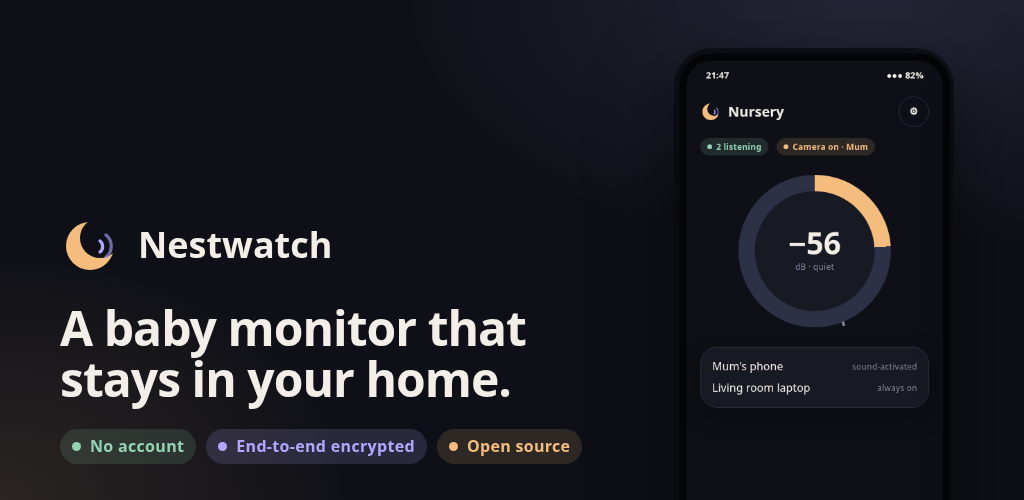 Nestwatch
A baby monitor that
stays in your home.
No account
End-to-end encrypted
Open source
21:47
●●● 82%
Nursery
2 listening
Camera on · Mum
−56
dB · quiet
Mum's phone
sound-activated
Living room laptop
always on